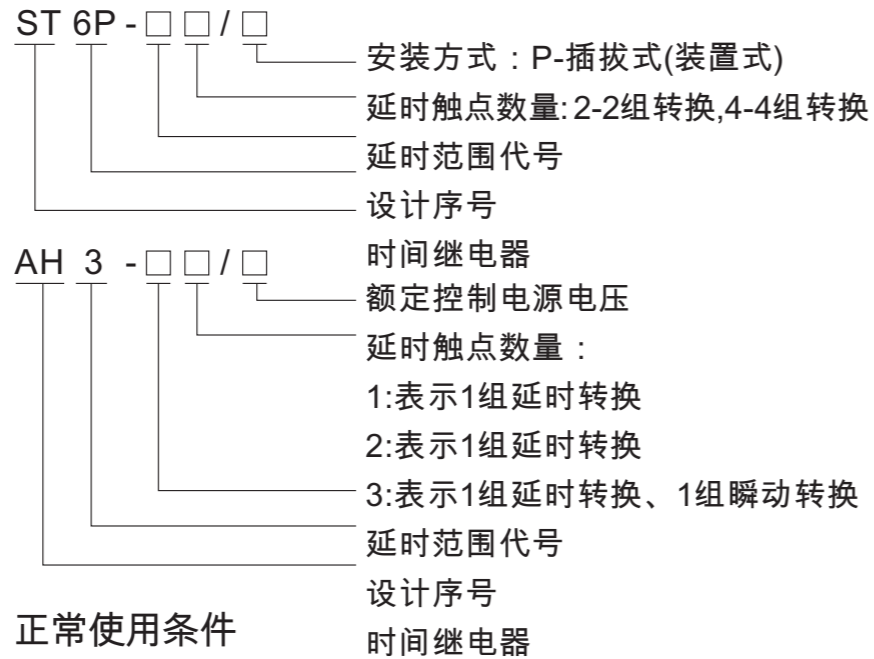 ST 6P - □ □ / □
安装方式：P-插拔式(装置式)
延时触点数量: 2-2组转换,4-4组转换
延时范围代号
设计序号
时间继电器
AH 3 - □ □ / □
额定控制电源电压
延时触点数量：
1:表示1组延时转换
2:表示1组延时转换
3:表示1组延时转换、1组瞬动转换
延时范围代号
设计序号
时间继电器
正常使用条件